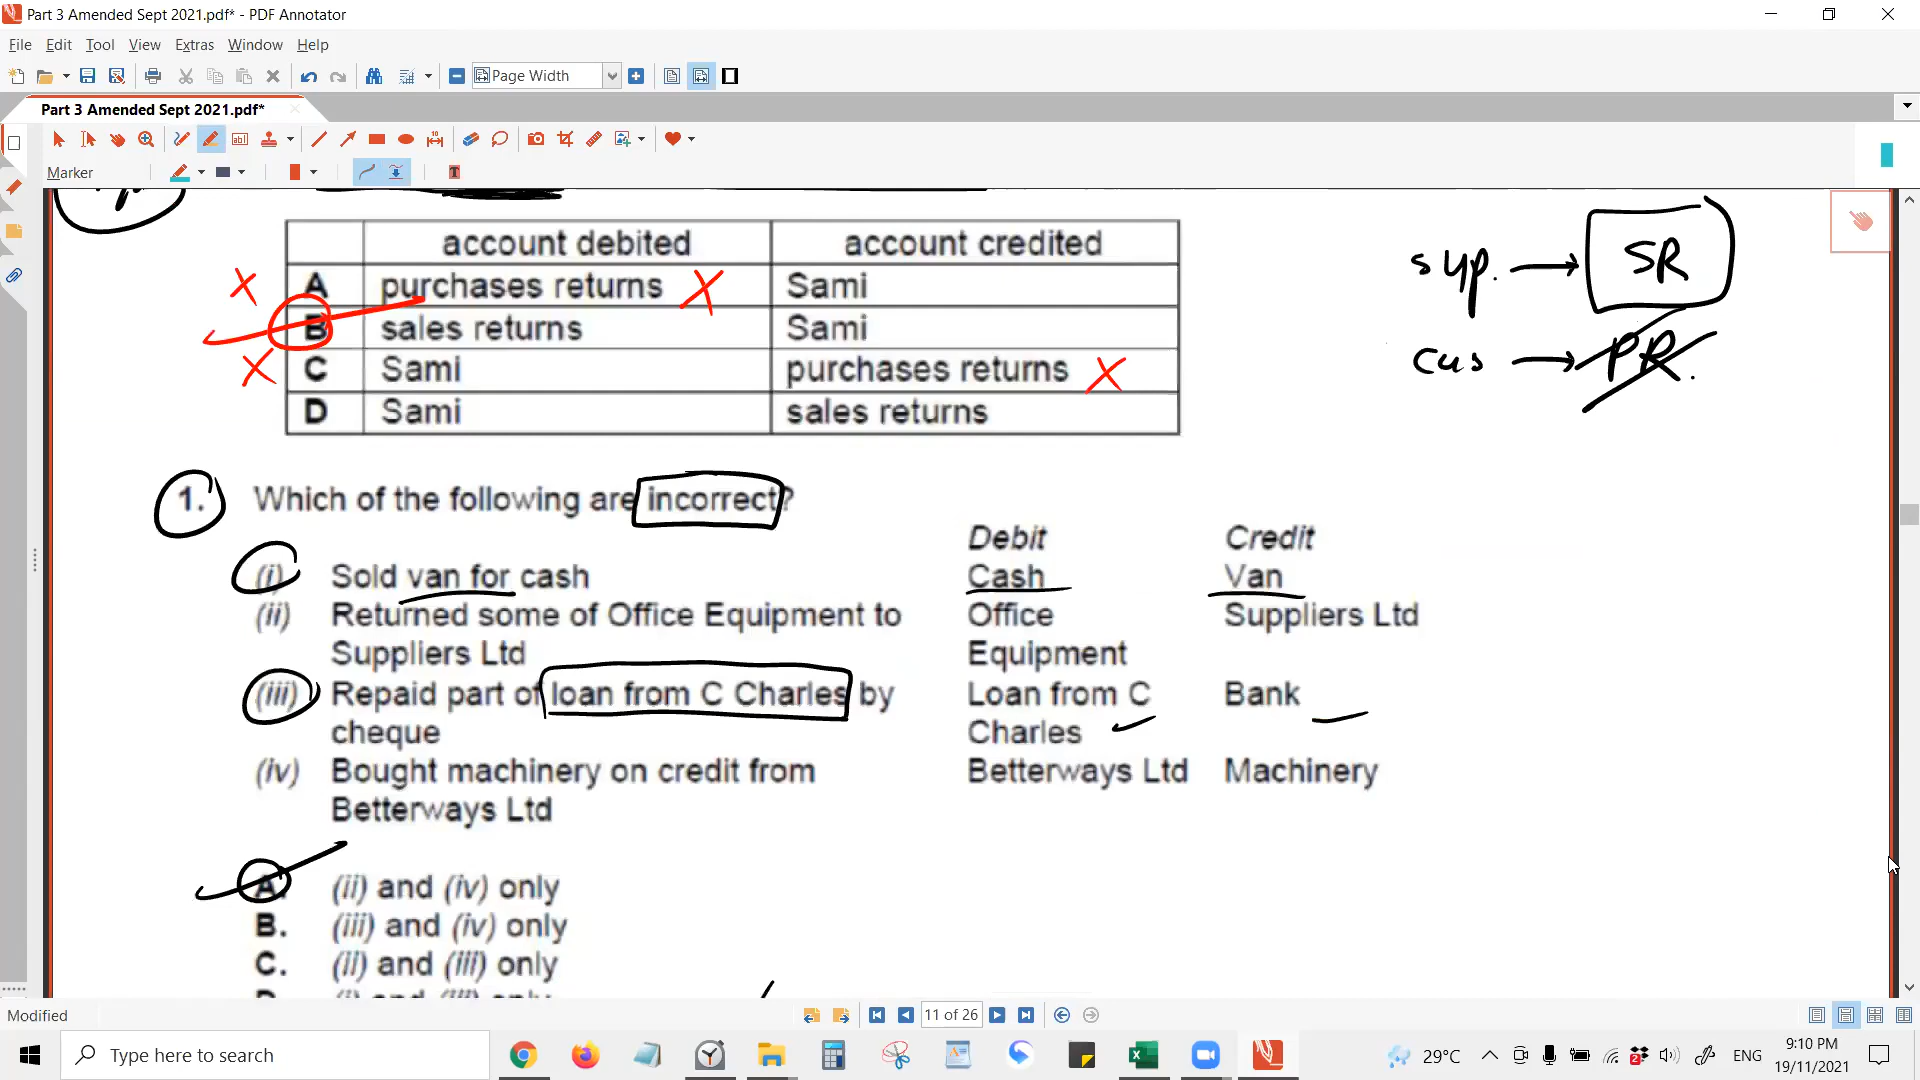 Part 3 Amended Sept 2021.pdf* - PDF Annotator
File Edit Tool View Extras Window Help
Page Width
Part 3 Amended Sept 2021.pdf*
Marker
account debited account credited
A purchases returns X Sami
B sales returns Sami
C Sami purchases returns X
D Sami sales returns
syp. → SR
cus → PR.
1. Which of the following are incorrect?
Debit Credit
(i) Sold van for cash Cash Van
(ii) Returned some of Office Equipment to Office Suppliers Ltd
Suppliers Ltd Equipment
(iii) Repaid part of loan from C Charles by Loan from C Bank
cheque Charles
(iv) Bought machinery on credit from Betterways Ltd Machinery
Betterways Ltd
A. (ii) and (iv) only
B. (iii) and (iv) only
C. (ii) and (iii) only
Modified 11 of 26
Type here to search 29°C ENG 9:10 PM
19/11/2021